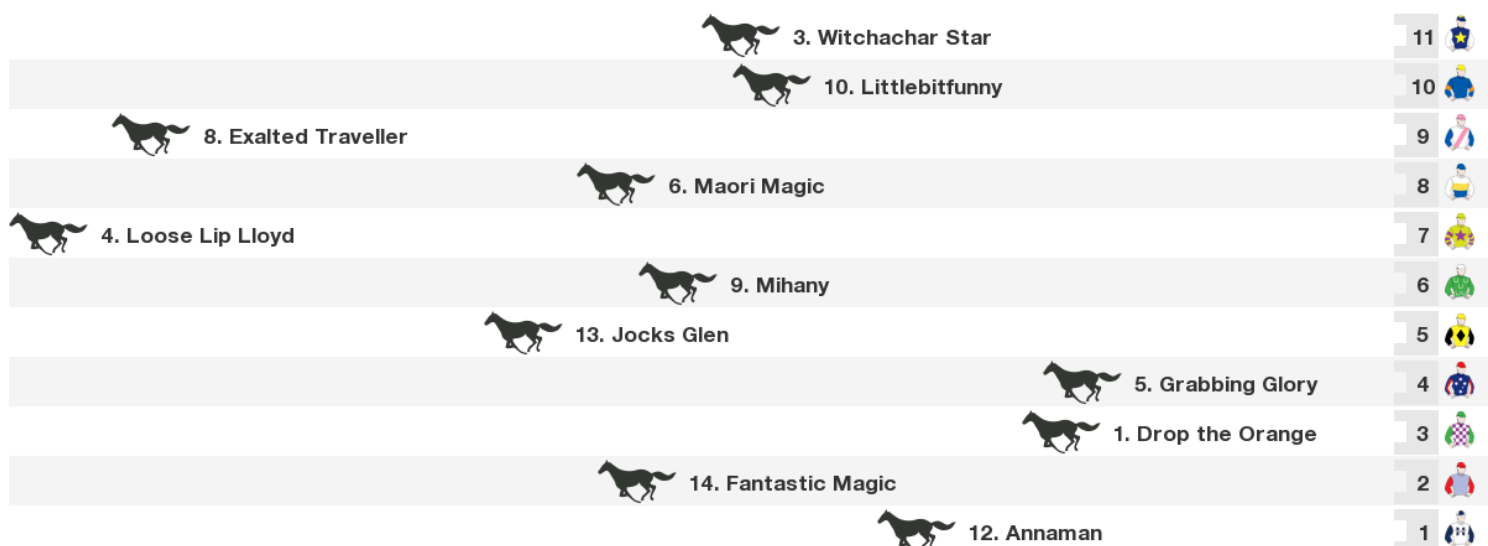 3. Witchachar Star 11
10. Littlebitfunny 10
8. Exalted Traveller 9
6. Maori Magic 8
4. Loose Lip Lloyd 7
9. Mihany 6
13. Jocks Glen 5
5. Grabbing Glory 4
1. Drop the Orange 3
14. Fantastic Magic 2
12. Annaman 1